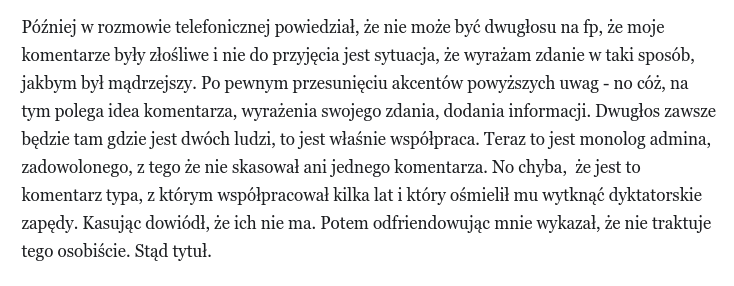 Później w rozmowie telefonicznej powiedział, że nie może być dwugłosu na fp, że moje
komentarze były złośliwe i nie do przyjęcia jest sytuacja, że wyrażam zdanie w taki sposób,
jakbym był mądrzejszy. Po pewnym przesunięciu akcentów powyższych uwag - no cóż, na
tym polega idea komentarza, wyrażenia swojego zdania, dodania informacji. Dwugłos zawsze
będzie tam gdzie jest dwóch ludzi, to jest właśnie współpraca. Teraz to jest monolog admina,
zadowolonego, z tego że nie skasował ani jednego komentarza. No chyba,  że jest to
komentarz typa, z którym współpracował kilka lat i który ośmielił mu wytknąć dyktatorskie
zapędy. Kasując dowiódł, że ich nie ma. Potem odfriendowując mnie wykazał, że nie traktuje
tego osobiście. Stąd tytuł.